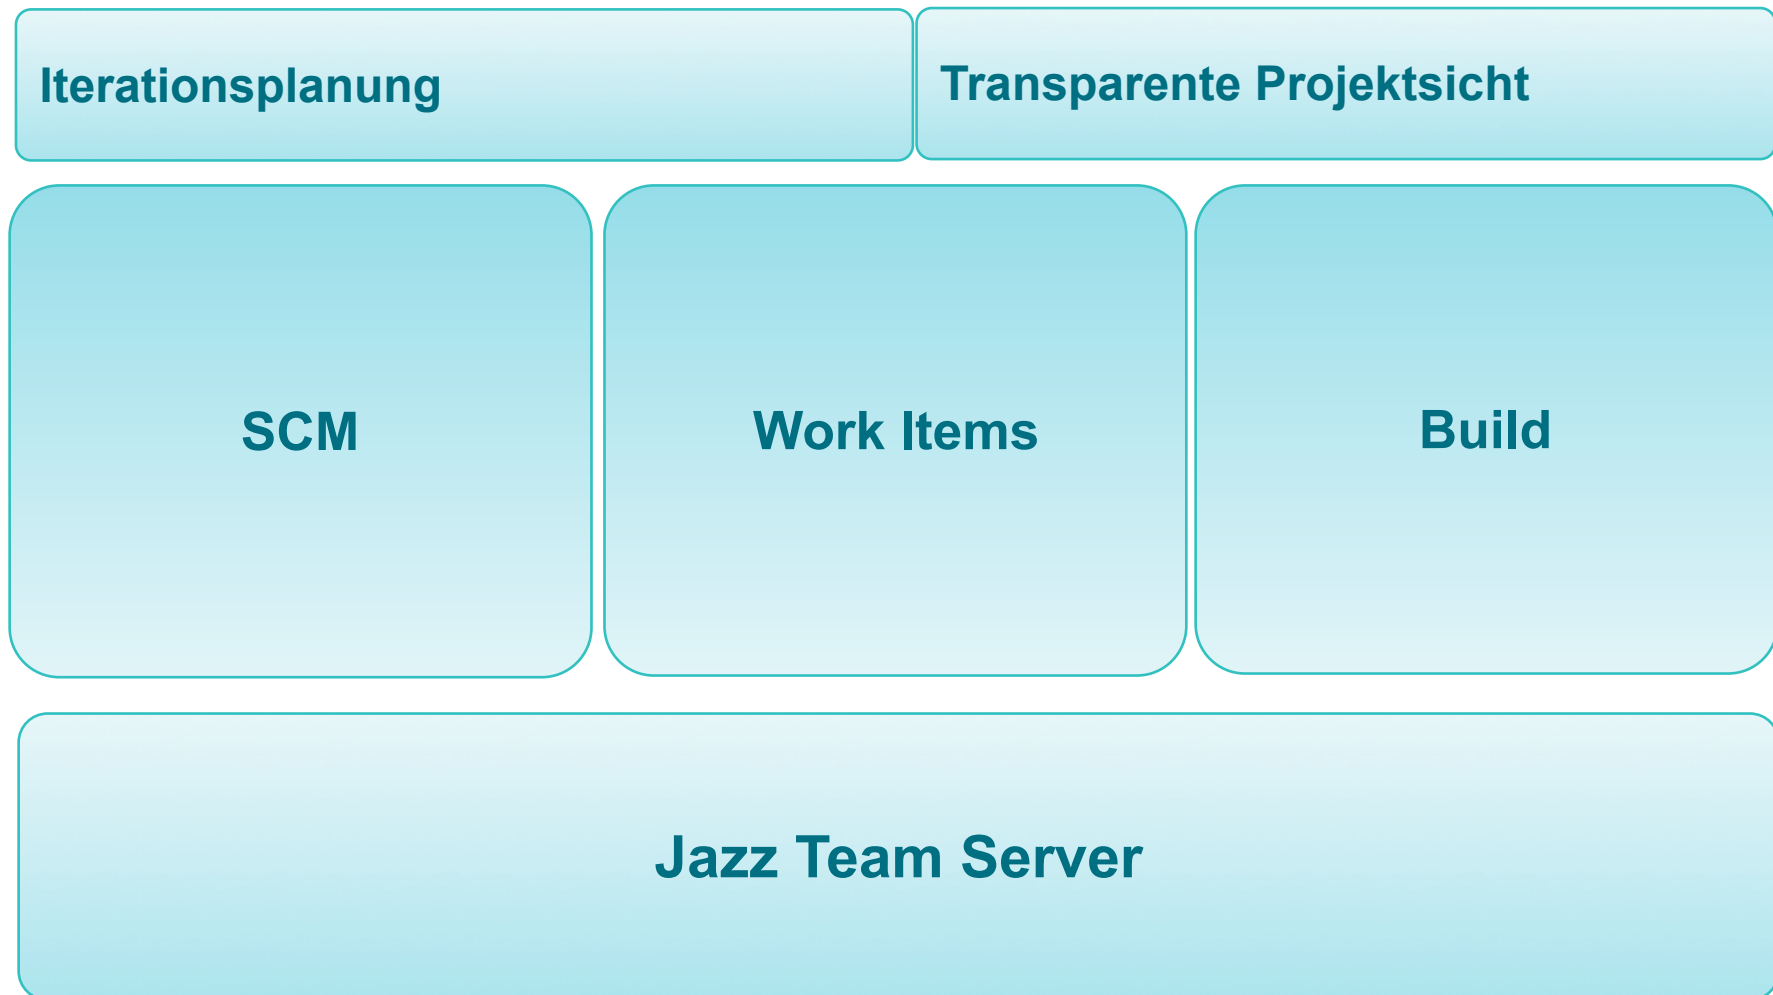 Iterationsplanung
Transparente Projektsicht
SCM
Work Items
Build
Jazz Team Server